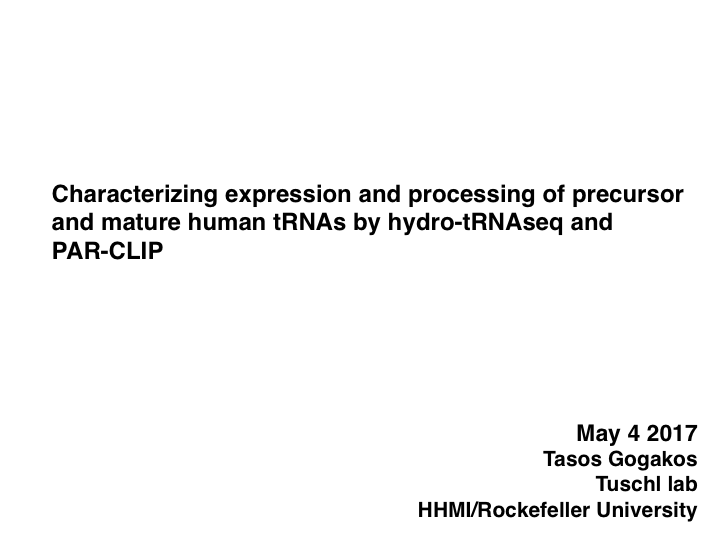 Characterizing expression and processing of precursor
and mature human tRNAs by hydro-tRNAseq and
PAR-CLIP
May 4 2017
Tasos Gogakos
Tuschl lab
HHMI/Rockefeller University